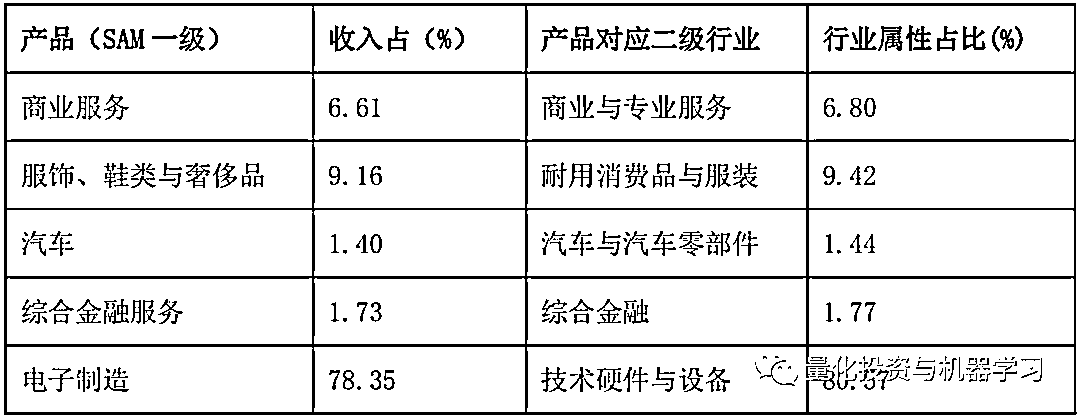 产品（SAM 一级） 收入占（%） 产品对应二级行业 行业属性占比(%)
商业服务 6.61 商业与专业服务 6.80
服饰、鞋类与奢侈品 9.16 耐用消费品与服装 9.42
汽车 1.40 汽车与汽车零部件 1.44
综合金融服务 1.73 综合金融 1.77
电子制造 78.35 技术硬件与设备
量化投资与机器学习